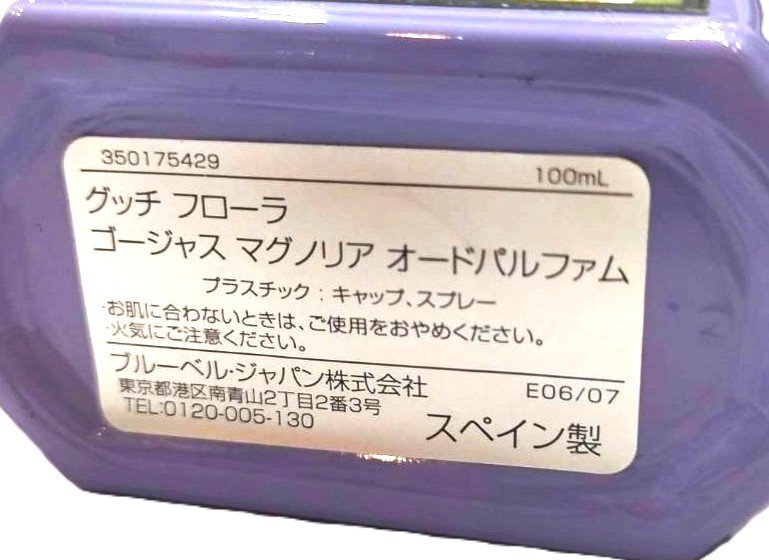 350175429 100mL
グッチ フローラ
ゴージャス マグノリア オードパルファム
プラスチック : キャップ、スプレー
・お肌に合わないときは、ご使用をおやめください。
・火気にご注意ください。
ブルーベル・ジャパン株式会社 E06/07
東京都港区南青山2丁目2番3号
TEL:0120-005-130
スペイン製